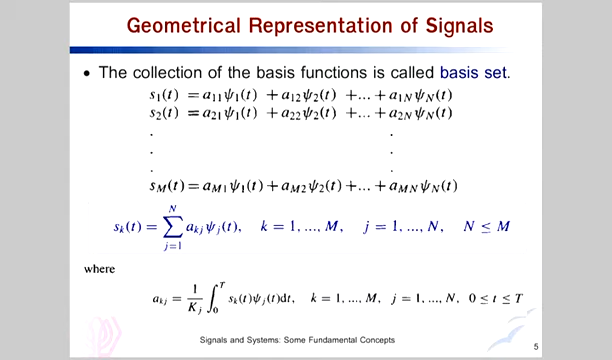 Geometrical Representation of Signals
• The collection of the basis functions is called basis set.
s₁(t) = a₁₁ψ₁(t) + a₁₂ψ₂(t) +...+ a₁NψN(t)
s₂(t) = a₂₁ψ₁(t) + a₂₂ψ₂(t) +...+ a₂NψN(t)
. .
. .
. .
sM(t) = aM1ψ₁(t) + aM2ψ₂(t) +...+ aMNψN(t)
sₖ(t) = ∑_{j=1}^{N} aₖⱼψⱼ(t), k = 1, ..., M, j = 1, ..., N, N ≤ M
where
aₖⱼ = 1/Kⱼ ∫₀ᵀ sₖ(t)ψⱼ(t)dt, k = 1, ..., M, j = 1, ..., N, 0 ≤ t ≤ T
Signals and Systems: Some Fundamental Concepts
5